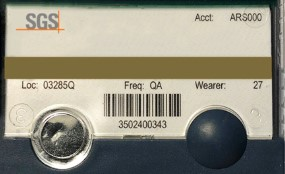 SGS Acct: ARS000
Loc: 03285Q Freq: QA Wearer: 27
3502400343